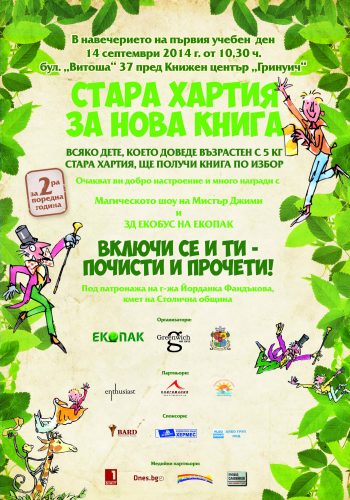 В навечерието на първия учебен ден
14 септември 2014 г. от 10,30 ч.
бул. „Витоша" 37 пред Книжен център „Гринуич"
СТАРА ХАРТИЯ
ЗА НОВА КНИГА
ВСЯКО ДЕТЕ, КОЕТО ДОВЕДЕ ВЪЗРАСТЕН С 5 КГ
СТАРА ХАРТИЯ, ЩЕ ПОЛУЧИ КНИГА ПО ИЗБОР
за 2ра
поредна
година
Очакват ви добро настроение и много награди с
Магическото шоу на Мистър Джими
и
3Д ЕКОБУС НА ЕКОПАК
ВКЛЮЧИ СЕ И ТИ -
ПОЧИСТИ И ПРОЧЕТИ!
Под патронажа на г-жа Йорданка Фандъкова,
кмет на Столична община
Организатори:
ЕКОПАК
Greenwich
Партньори:
enthusiast
Спонсори:
BARD
ХЕРМЕС
Медийни партньори:
1
Dnes.bg